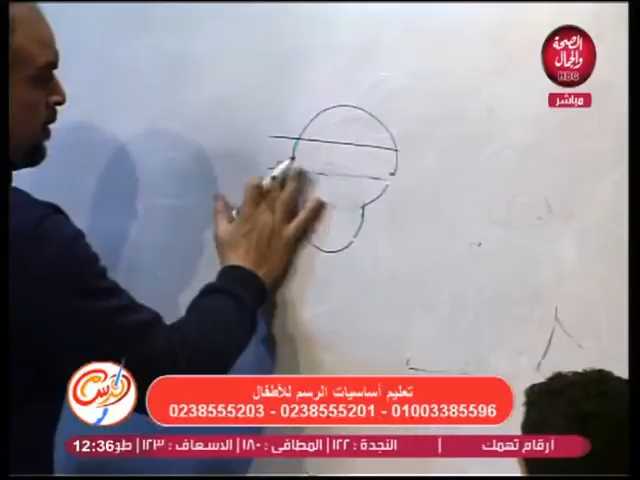 الصحة
والجمال
HBC
مباشر
نرسم
تعليم أساسيات الرسم للأطفال
0238555203 - 0238555201 - 01003385596
أرقام تهمك | النجدة : ١٢٢ المطافى : ١٨٠ الاسعاف : ١٢٣ طو
12:36